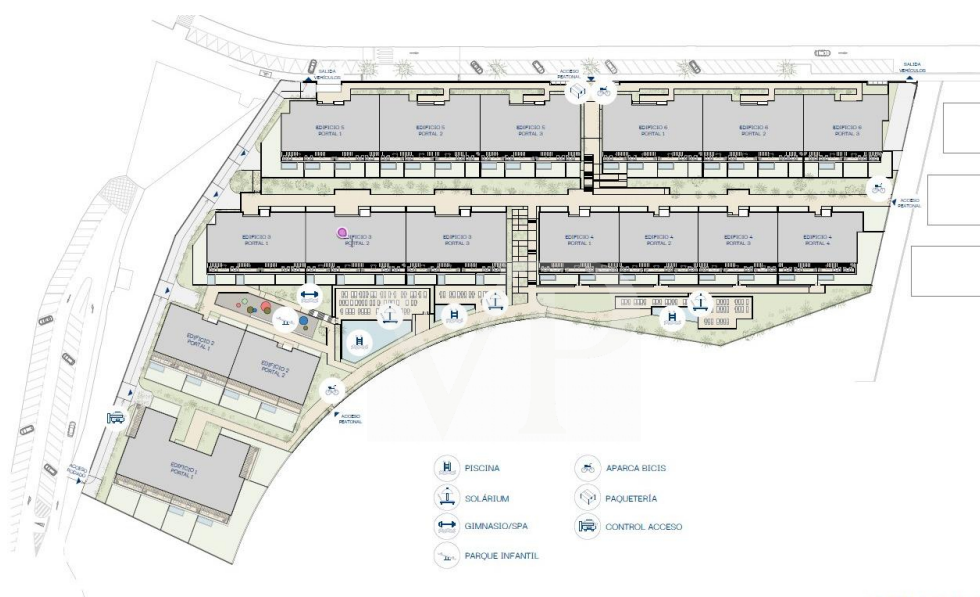 SALIDA
VEHÍCULOS
ACCESO
PEATONAL
SALIDA
VEHÍCULOS
EDIFICIO 5
PORTAL 1
EDIFICIO 5
PORTAL 2
EDIFICIO 5
PORTAL 3
EDIFICIO 6
PORTAL 1
EDIFICIO 6
PORTAL 2
EDIFICIO 6
PORTAL 3
ACCESO
PEATONAL
EDIFICIO 3
PORTAL 1
EDIFICIO 3
PORTAL 2
EDIFICIO 3
PORTAL 3
EDIFICIO 4
PORTAL 1
EDIFICIO 4
PORTAL 2
EDIFICIO 4
PORTAL 3
EDIFICIO 4
PORTAL 4
EDIFICIO 2
PORTAL 1
EDIFICIO 2
PORTAL 2
ACCESO
PEATONAL
ACCESO
RODADO
EDIFICIO 1
PORTAL 1
VP
PISCINA
SOLÁRIUM
GIMNASIO/SPA
PARQUE INFANTIL
APARCA BICIS
PAQUETERÍA
CONTROL ACCESO